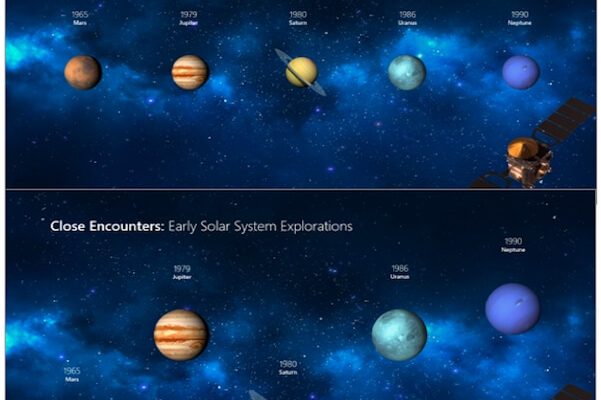 1965
Mars
1979
Jupiter
1980
Saturn
1986
Uranus
1990
Neptune
Close Encounters: Early Solar System Explorations
1990
Neptune
1979
Jupiter
1986
Uranus
1965
Mars
1980
Saturn